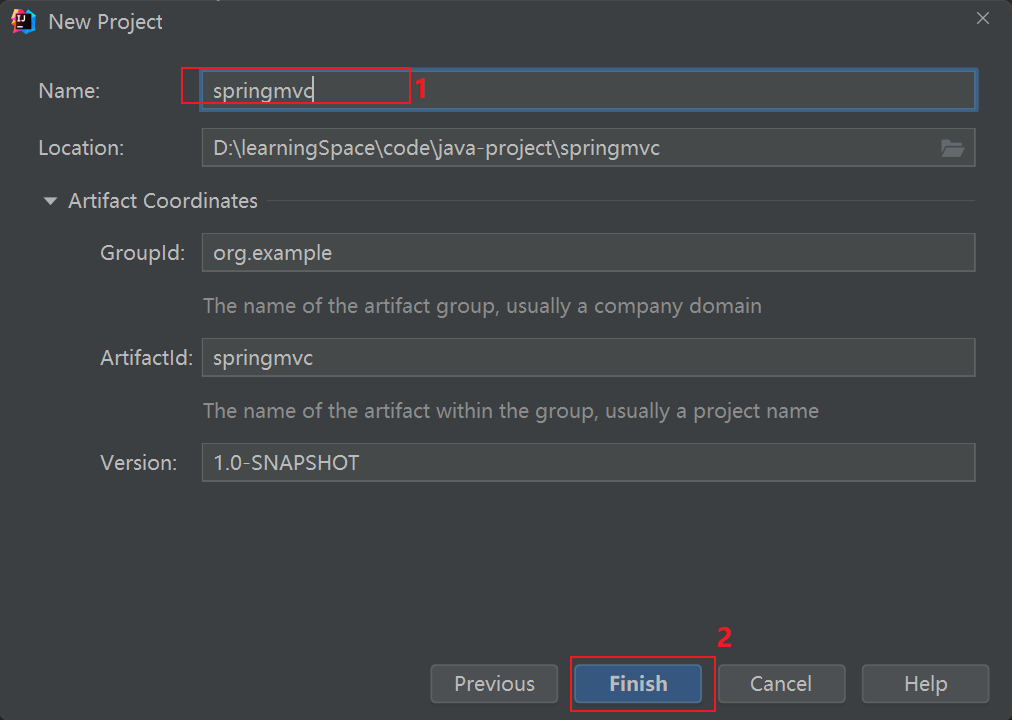 New Project
Name: springmvc 1
Location: D:\learningSpace\code\java-project\springmvc
Artifact Coordinates
GroupId: org.example
The name of the artifact group, usually a company domain
ArtifactId: springmvc
The name of the artifact within the group, usually a project name
Version: 1.0-SNAPSHOT
2
Previous Finish Cancel Help